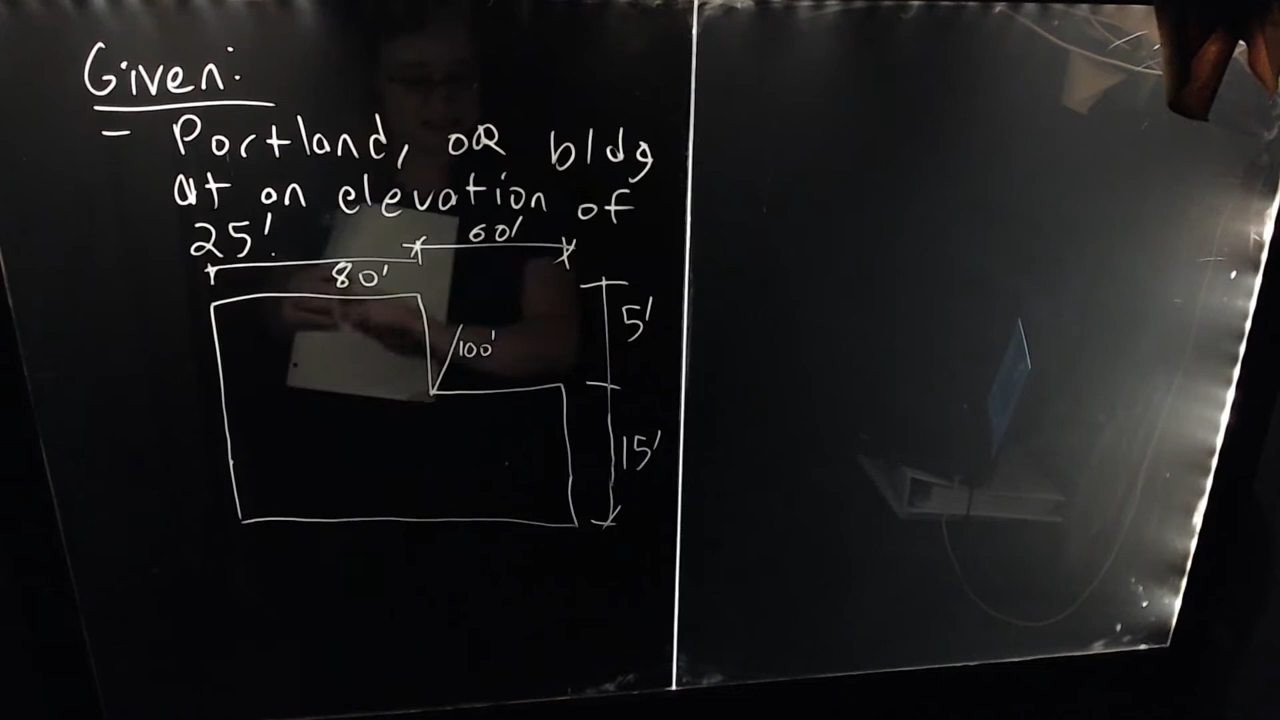 Given:
- Portland, OR bldg
at an elevation of
25'.
60'
80'
5'
100'
15'